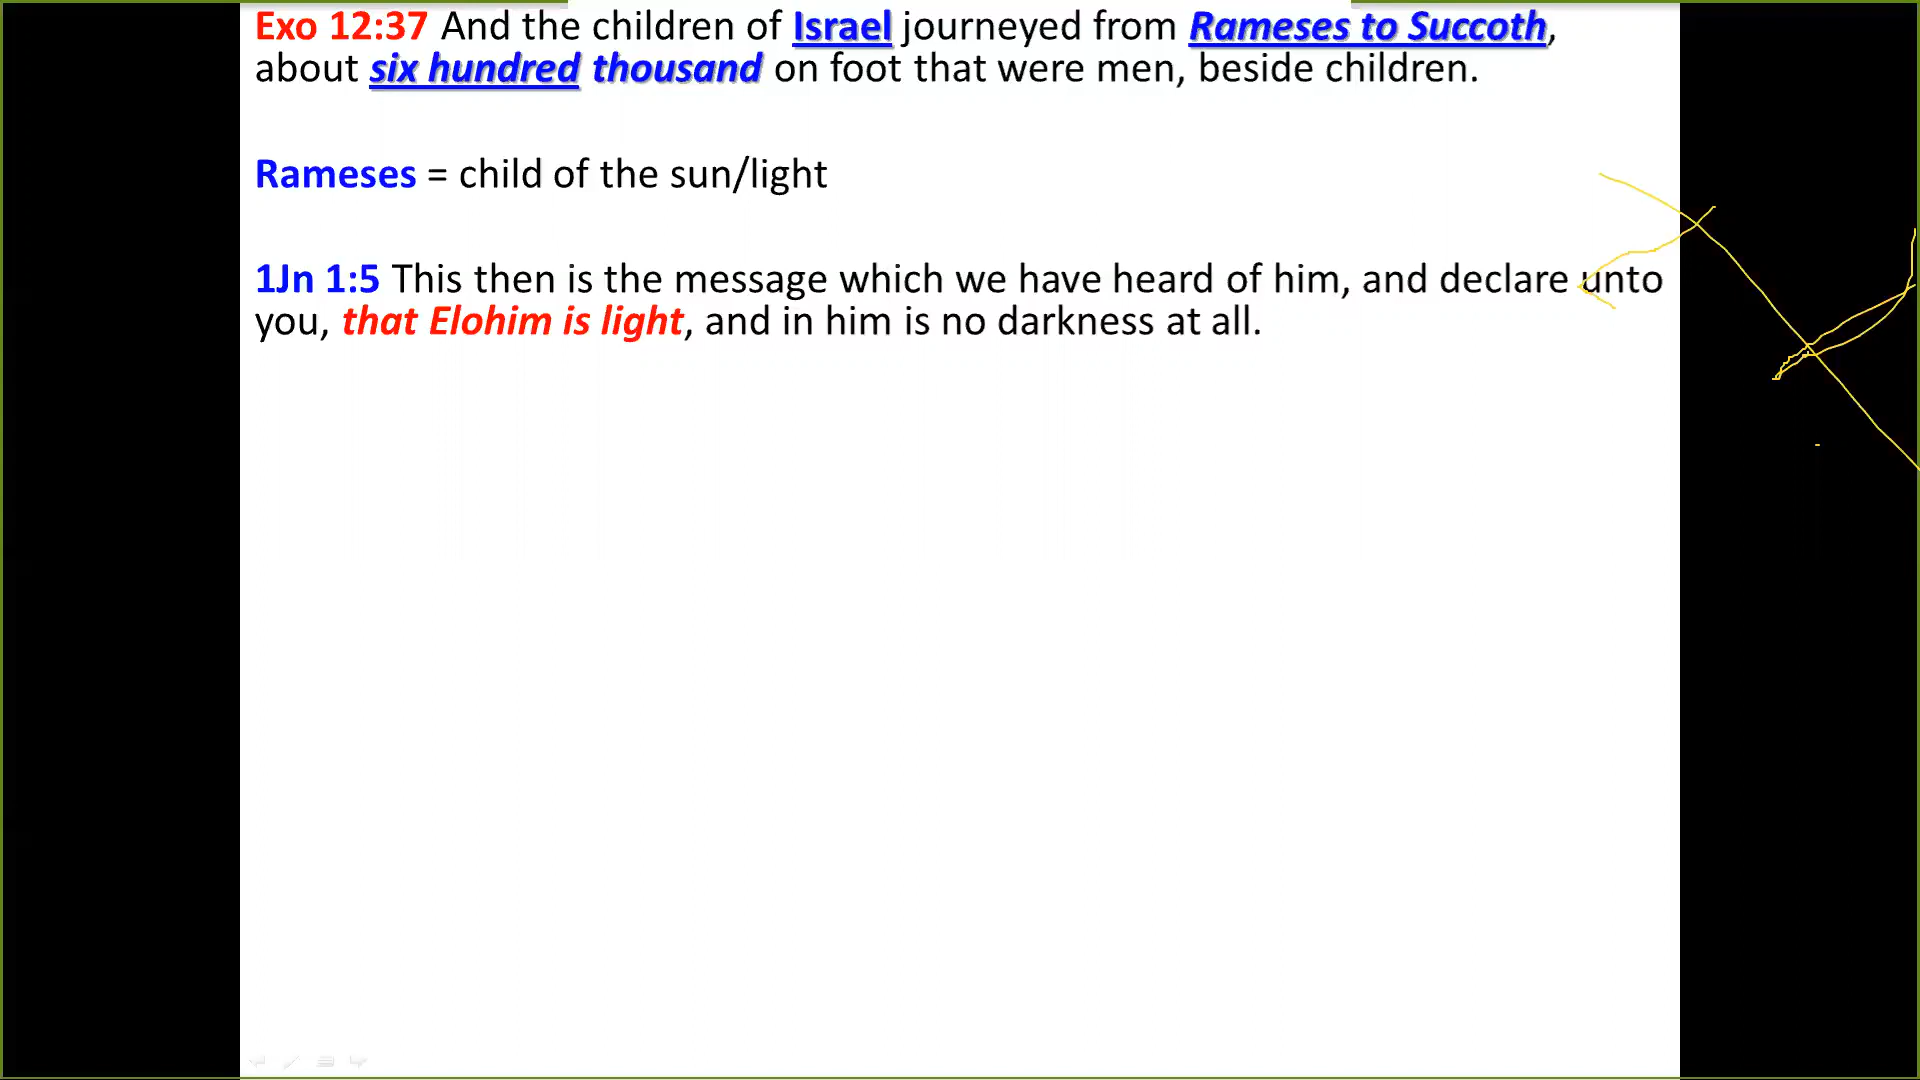 Exo 12:37 And the children of Israel journeyed from Rameses to Succoth,
about six hundred thousand on foot that were men, beside children.
Rameses = child of the sun/light
1Jn 1:5 This then is the message which we have heard of him, and declare unto
you, that Elohim is light, and in him is no darkness at all.